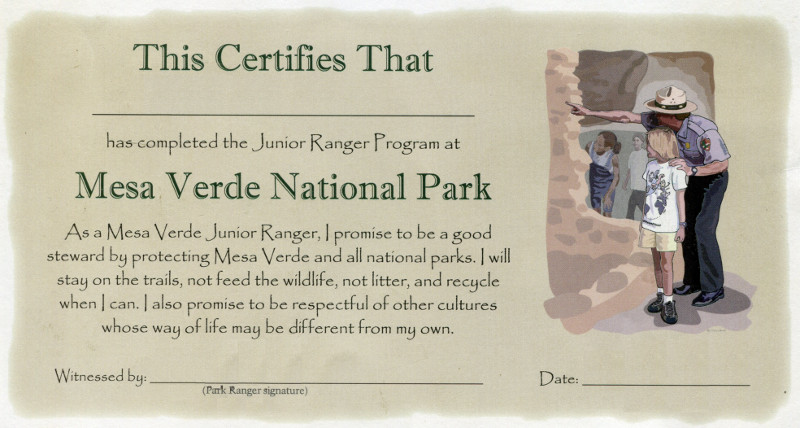 This Certifies That
has completed the Junior Ranger Program at
Mesa Verde National Park
As a Mesa Verde Junior Ranger, I promise to be a good
steward by protecting Mesa Verde and all national parks. I will
stay on the trails, not feed the wildlife, not litter, and recycle
when I can. I also promise to be respectful of other cultures
whose way of life may be different from my own.
Witnessed by:
(Park Ranger signature)
Date: